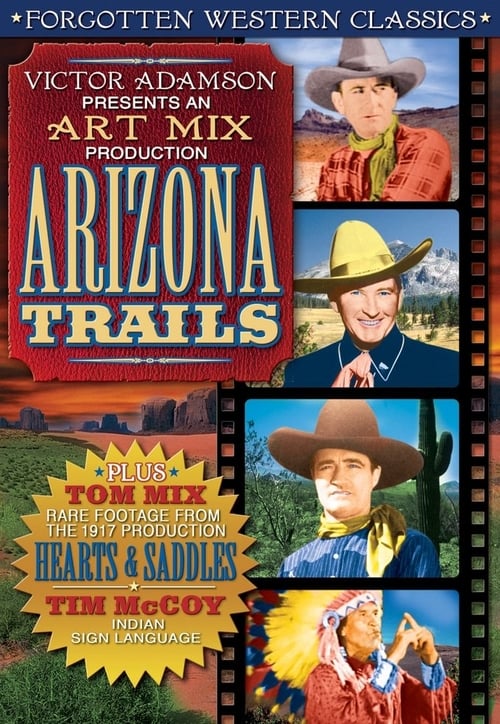 ★FORGOTTEN WESTERN CLASSICS★
VICTOR ADAMSON
PRESENTS AN
ART MIX
PRODUCTION
ARIZONA
TRAILS
★PLUS★
TOM MIX
RARE FOOTAGE FROM
THE 1917 PRODUCTION
HEARTS & SADDLES
★
TIM McCOY
INDIAN
SIGN LANGUAGE